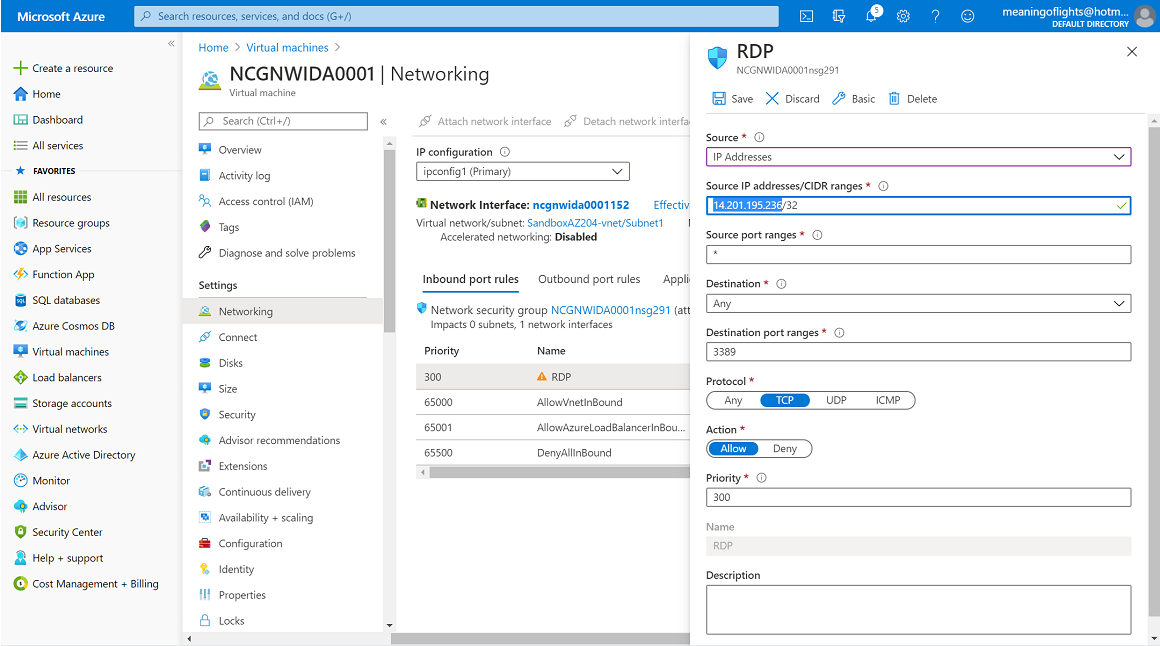 Microsoft Azure
Search resources, services, and docs (G+/)
5
meaningoflights@hotm...
DEFAULT DIRECTORY
Create a resource
Home
Dashboard
All services
FAVORITES
All resources
Resource groups
App Services
Function App
SQL databases
Azure Cosmos DB
Virtual machines
Load balancers
Storage accounts
Virtual networks
Azure Active Directory
Monitor
Advisor
Security Center
Help + support
Cost Management + Billing
Home > Virtual machines >
NCGNWIDA0001 | Networking
Virtual machine
Search (Ctrl+/)
Overview
Activity log
Access control (IAM)
Tags
Diagnose and solve problems
Settings
Networking
Connect
Disks
Size
Security
Advisor recommendations
Extensions
Continuous delivery
Availability + scaling
Configuration
Identity
Properties
Locks
Attach network interface Detach network interfa
IP configuration
ipconfig1 (Primary)
Network Interface: ncgnwida0001152 Effectiv
Virtual network/subnet: SandboxAZ204-vnet/Subnet1
Accelerated networking: Disabled
Inbound port rules Outbound port rules Appli
Network security group NCGNWIDA0001nsg291 (att
Impacts 0 subnets, 1 network interfaces
Priority Name
300 RDP
65000 AllowVnetInBound
65001 AllowAzureLoadBalancerInBou...
65500 DenyAllInBound
RDP
NCGNWIDA0001nsg291
Save Discard Basic Delete
Source *
IP Addresses
Source IP addresses/CIDR ranges *
14.201.195.236/32
Source port ranges *
*
Destination *
Any
Destination port ranges *
3389
Protocol *
Any TCP UDP ICMP
Action *
Allow Deny
Priority *
300
Name
RDP
Description